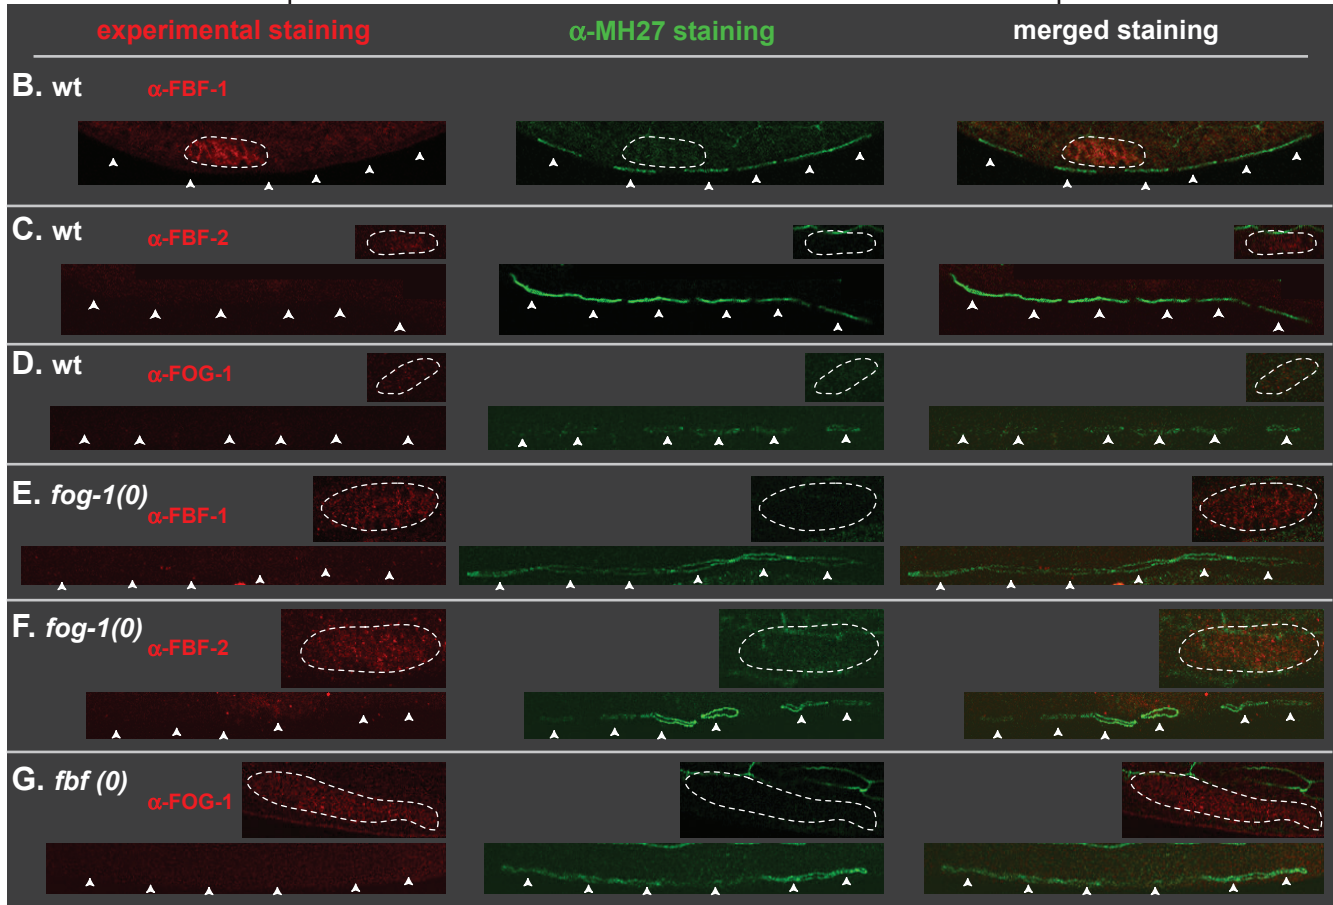 experimental staining α-MH27 staining merged staining
B. wt α-FBF-1
C. wt α-FBF-2
D. wt
α-FOG-1
E. fog-1(0)
α-FBF-1
F. fog-1(0)
α-FBF-2
G. fbf (0)
α-FOG-1